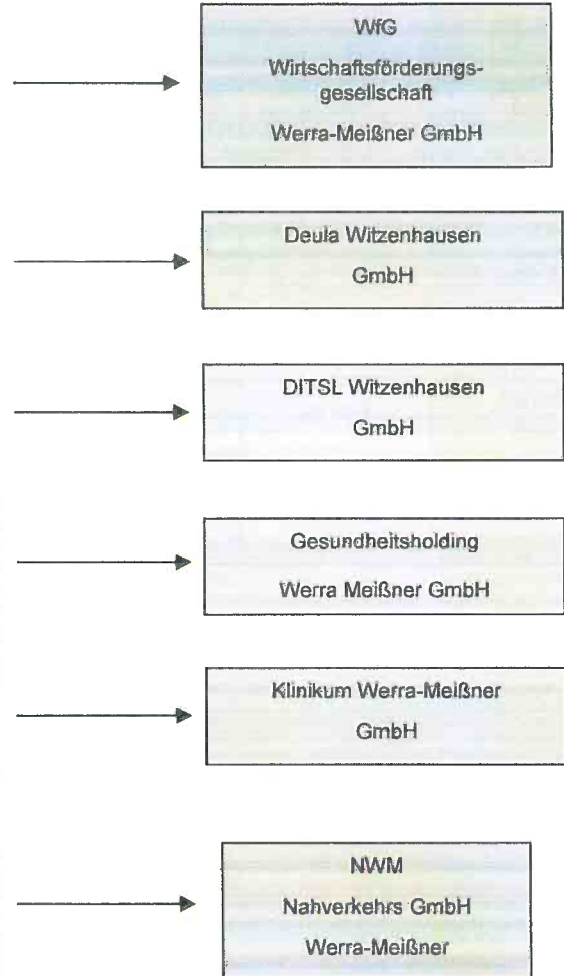 WfG
Wirtschaftsförderungs-
gesellschaft
Werra-Meißner GmbH
Deula Witzenhausen
GmbH
DITSL Witzenhausen
GmbH
Gesundheitsholding
Werra Meißner GmbH
Klinikum Werra-Meißner
GmbH
NWM
Nahverkehrs GmbH
Werra-Meißner